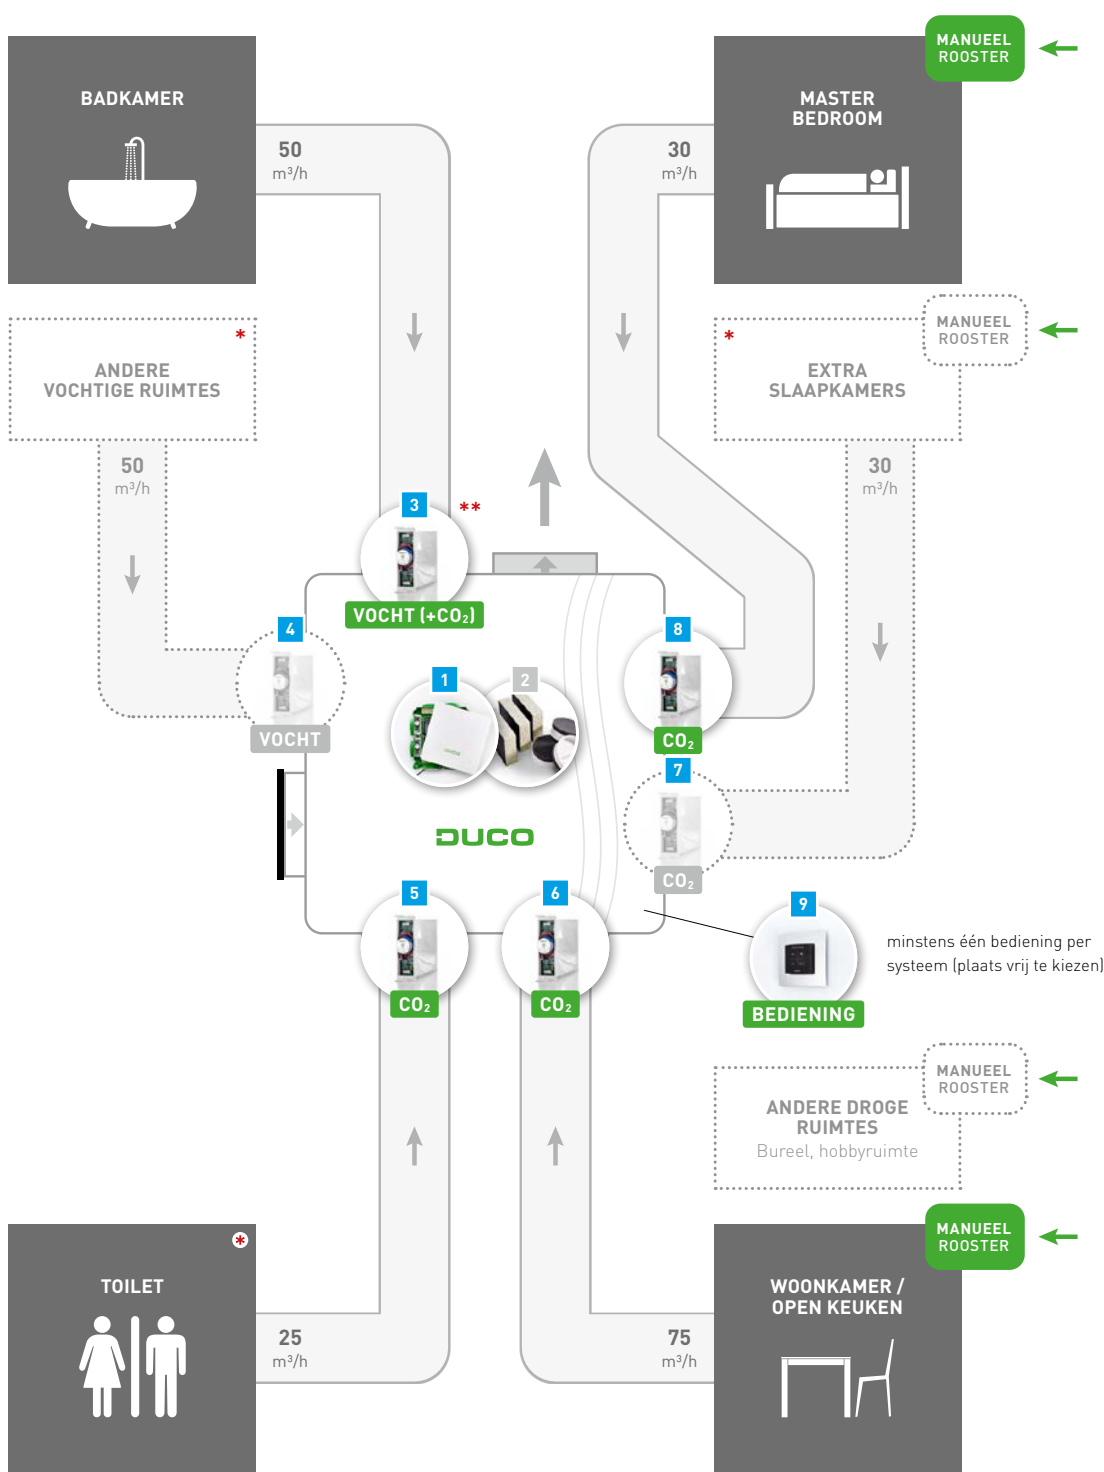 MANUEEL
ROOSTER
BADKAMER
MASTER
BEDROOM
50
m³/h
30
m³/h
*
ANDERE
VOCHTIGE RUIMTES
*
EXTRA
SLAAPKAMERS
MANUEEL
ROOSTER
50
m³/h
30
m³/h
3
**
VOCHT (+CO₂)
4
VOCHT
8
CO₂
1
2
7
CO₂
DUCO
5
CO₂
6
CO₂
9
BEDIENING
minstens één bediening per
systeem (plaats vrij te kiezen)
MANUEEL
ROOSTER
ANDERE DROGE
RUIMTES
Bureel, hobbyruimte
MANUEEL
ROOSTER
*
TOILET
WOONKAMER /
OPEN KEUKEN
25
m³/h
75
m³/h